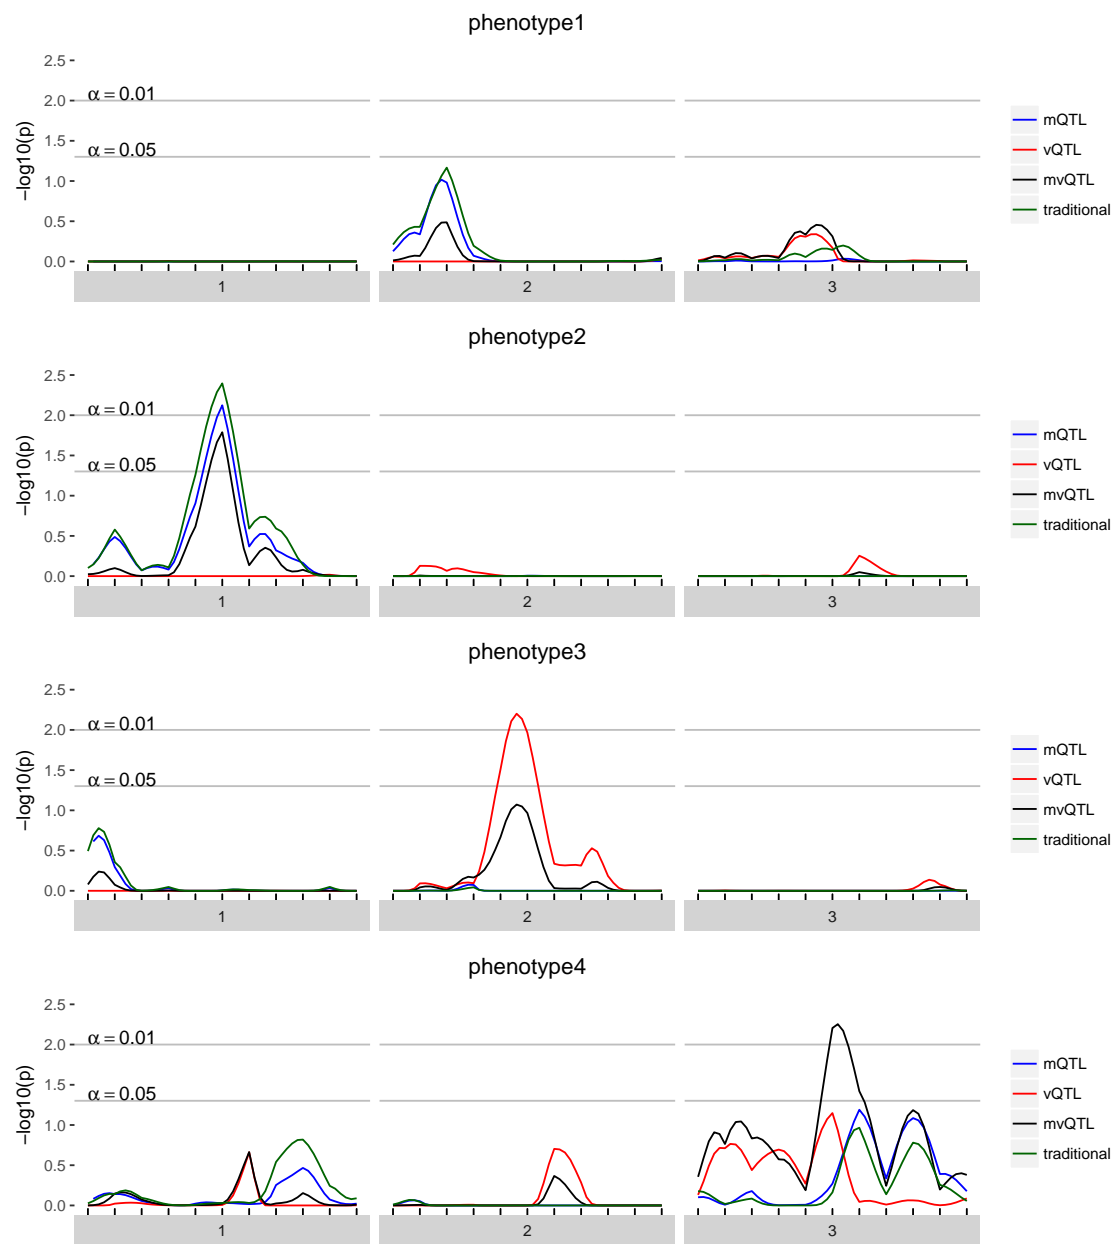 phenotype1
−log10(p)
2.5
2.0
1.5
1.0
0.5
0.0
α = 0.01
α = 0.05
1
2
3
mQTL
vQTL
mvQTL
traditional
phenotype2
−log10(p)
2.5
2.0
1.5
1.0
0.5
0.0
α = 0.01
α = 0.05
1
2
3
mQTL
vQTL
mvQTL
traditional
phenotype3
−log10(p)
2.5
2.0
1.5
1.0
0.5
0.0
α = 0.01
α = 0.05
1
2
3
mQTL
vQTL
mvQTL
traditional
phenotype4
−log10(p)
2.5
2.0
1.5
1.0
0.5
0.0
α = 0.01
α = 0.05
1
2
3
mQTL
vQTL
mvQTL
traditional